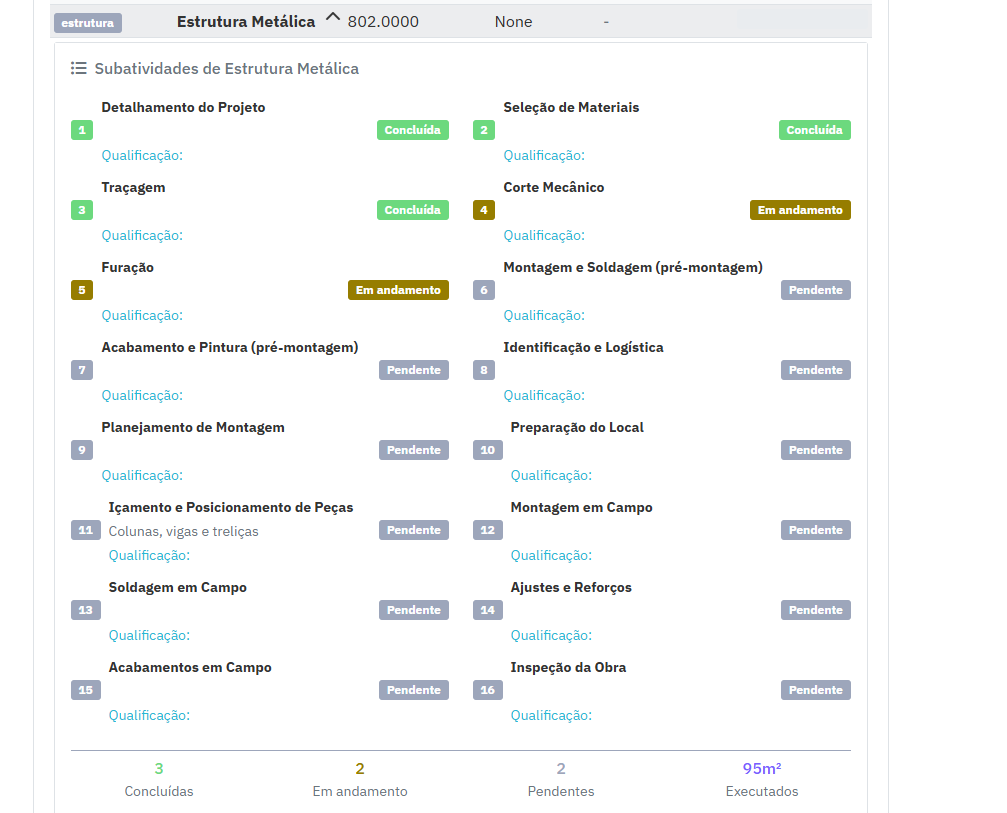 estrutura Estrutura Metálica 802.0000 None -
Subatividades de Estrutura Metálica
Detalhamento do Projeto
1 Concluída
Qualificação:
Seleção de Materiais
2 Concluída
Qualificação:
Traçagem
3 Concluída
Qualificação:
Corte Mecânico
4 Em andamento
Qualificação:
Furação
5 Em andamento
Qualificação:
Montagem e Soldagem (pré-montagem)
6 Pendente
Qualificação:
Acabamento e Pintura (pré-montagem)
7 Pendente
Qualificação:
Identificação e Logística
8 Pendente
Qualificação:
Planejamento de Montagem
9 Pendente
Qualificação:
Preparação do Local
10 Pendente
Qualificação:
Içamento e Posicionamento de Peças
11 Colunas, vigas e treliças Pendente
Qualificação:
Montagem em Campo
12 Pendente
Qualificação:
Soldagem em Campo
13 Pendente
Qualificação:
Ajustes e Reforços
14 Pendente
Qualificação:
Acabamentos em Campo
15 Pendente
Qualificação:
Inspeção da Obra
16 Pendente
Qualificação:
3 2 2 95m²
Concluídas Em andamento Pendentes Executados